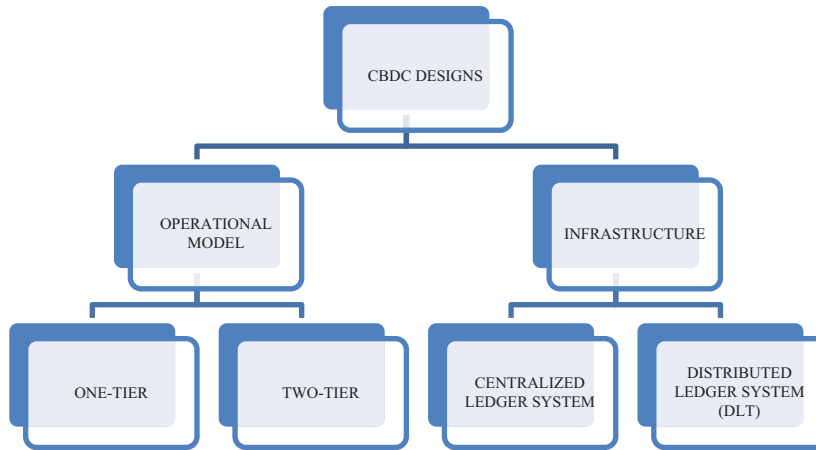 CBDC DESIGNS
OPERATIONAL
MODEL
INFRASTRUCTURE
ONE-TIER
TWO-TIER
CENTRALIZED
LEDGER SYSTEM
DISTRIBUTED
LEDGER SYSTEM
(DLT)